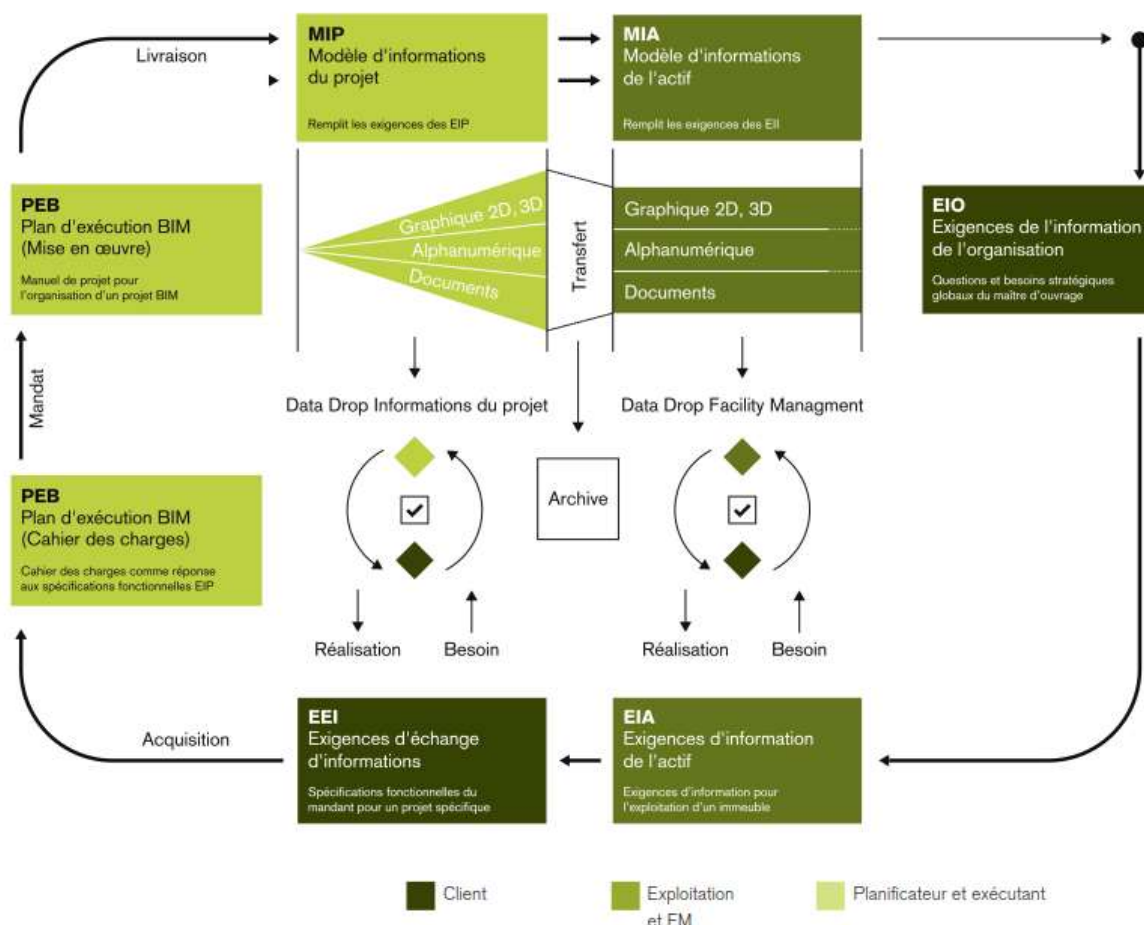 MIP
Modèle d'informations
du projet
Remplit les exigences des EIP
MIA
Modèle d'informations
de l'actif
Remplit les exigences des EII
Livraison
PEB
Plan d'exécution BIM
(Mise en œuvre)
Manuel de projet pour
l'organisation d'un projet BIM
Graphique 2D, 3D
Alphanumérique
Documents
Transfert
Graphique 2D, 3D
Alphanumérique
Documents
EIO
Exigences de l'information
de l'organisation
Questions et besoins stratégiques
globaux du maître d'ouvrage
Mandat
Data Drop Informations du projet
Data Drop Facility Managment
Archive
PEB
Plan d'exécution BIM
(Cahier des charges)
Cahier des charges comme réponse
aux spécifications fonctionnelles EIP
Réalisation
Besoin
Réalisation
Besoin
Acquisition
EEI
Exigences d'échange
d'informations
Spécifications fonctionnelles du
mandant pour un projet spécifique
EIA
Exigences d'information
de l'actif
Exigences d'information pour
l'exploitation d'un immeuble
Client
Exploitation
et FM
Planificateur et exécutant